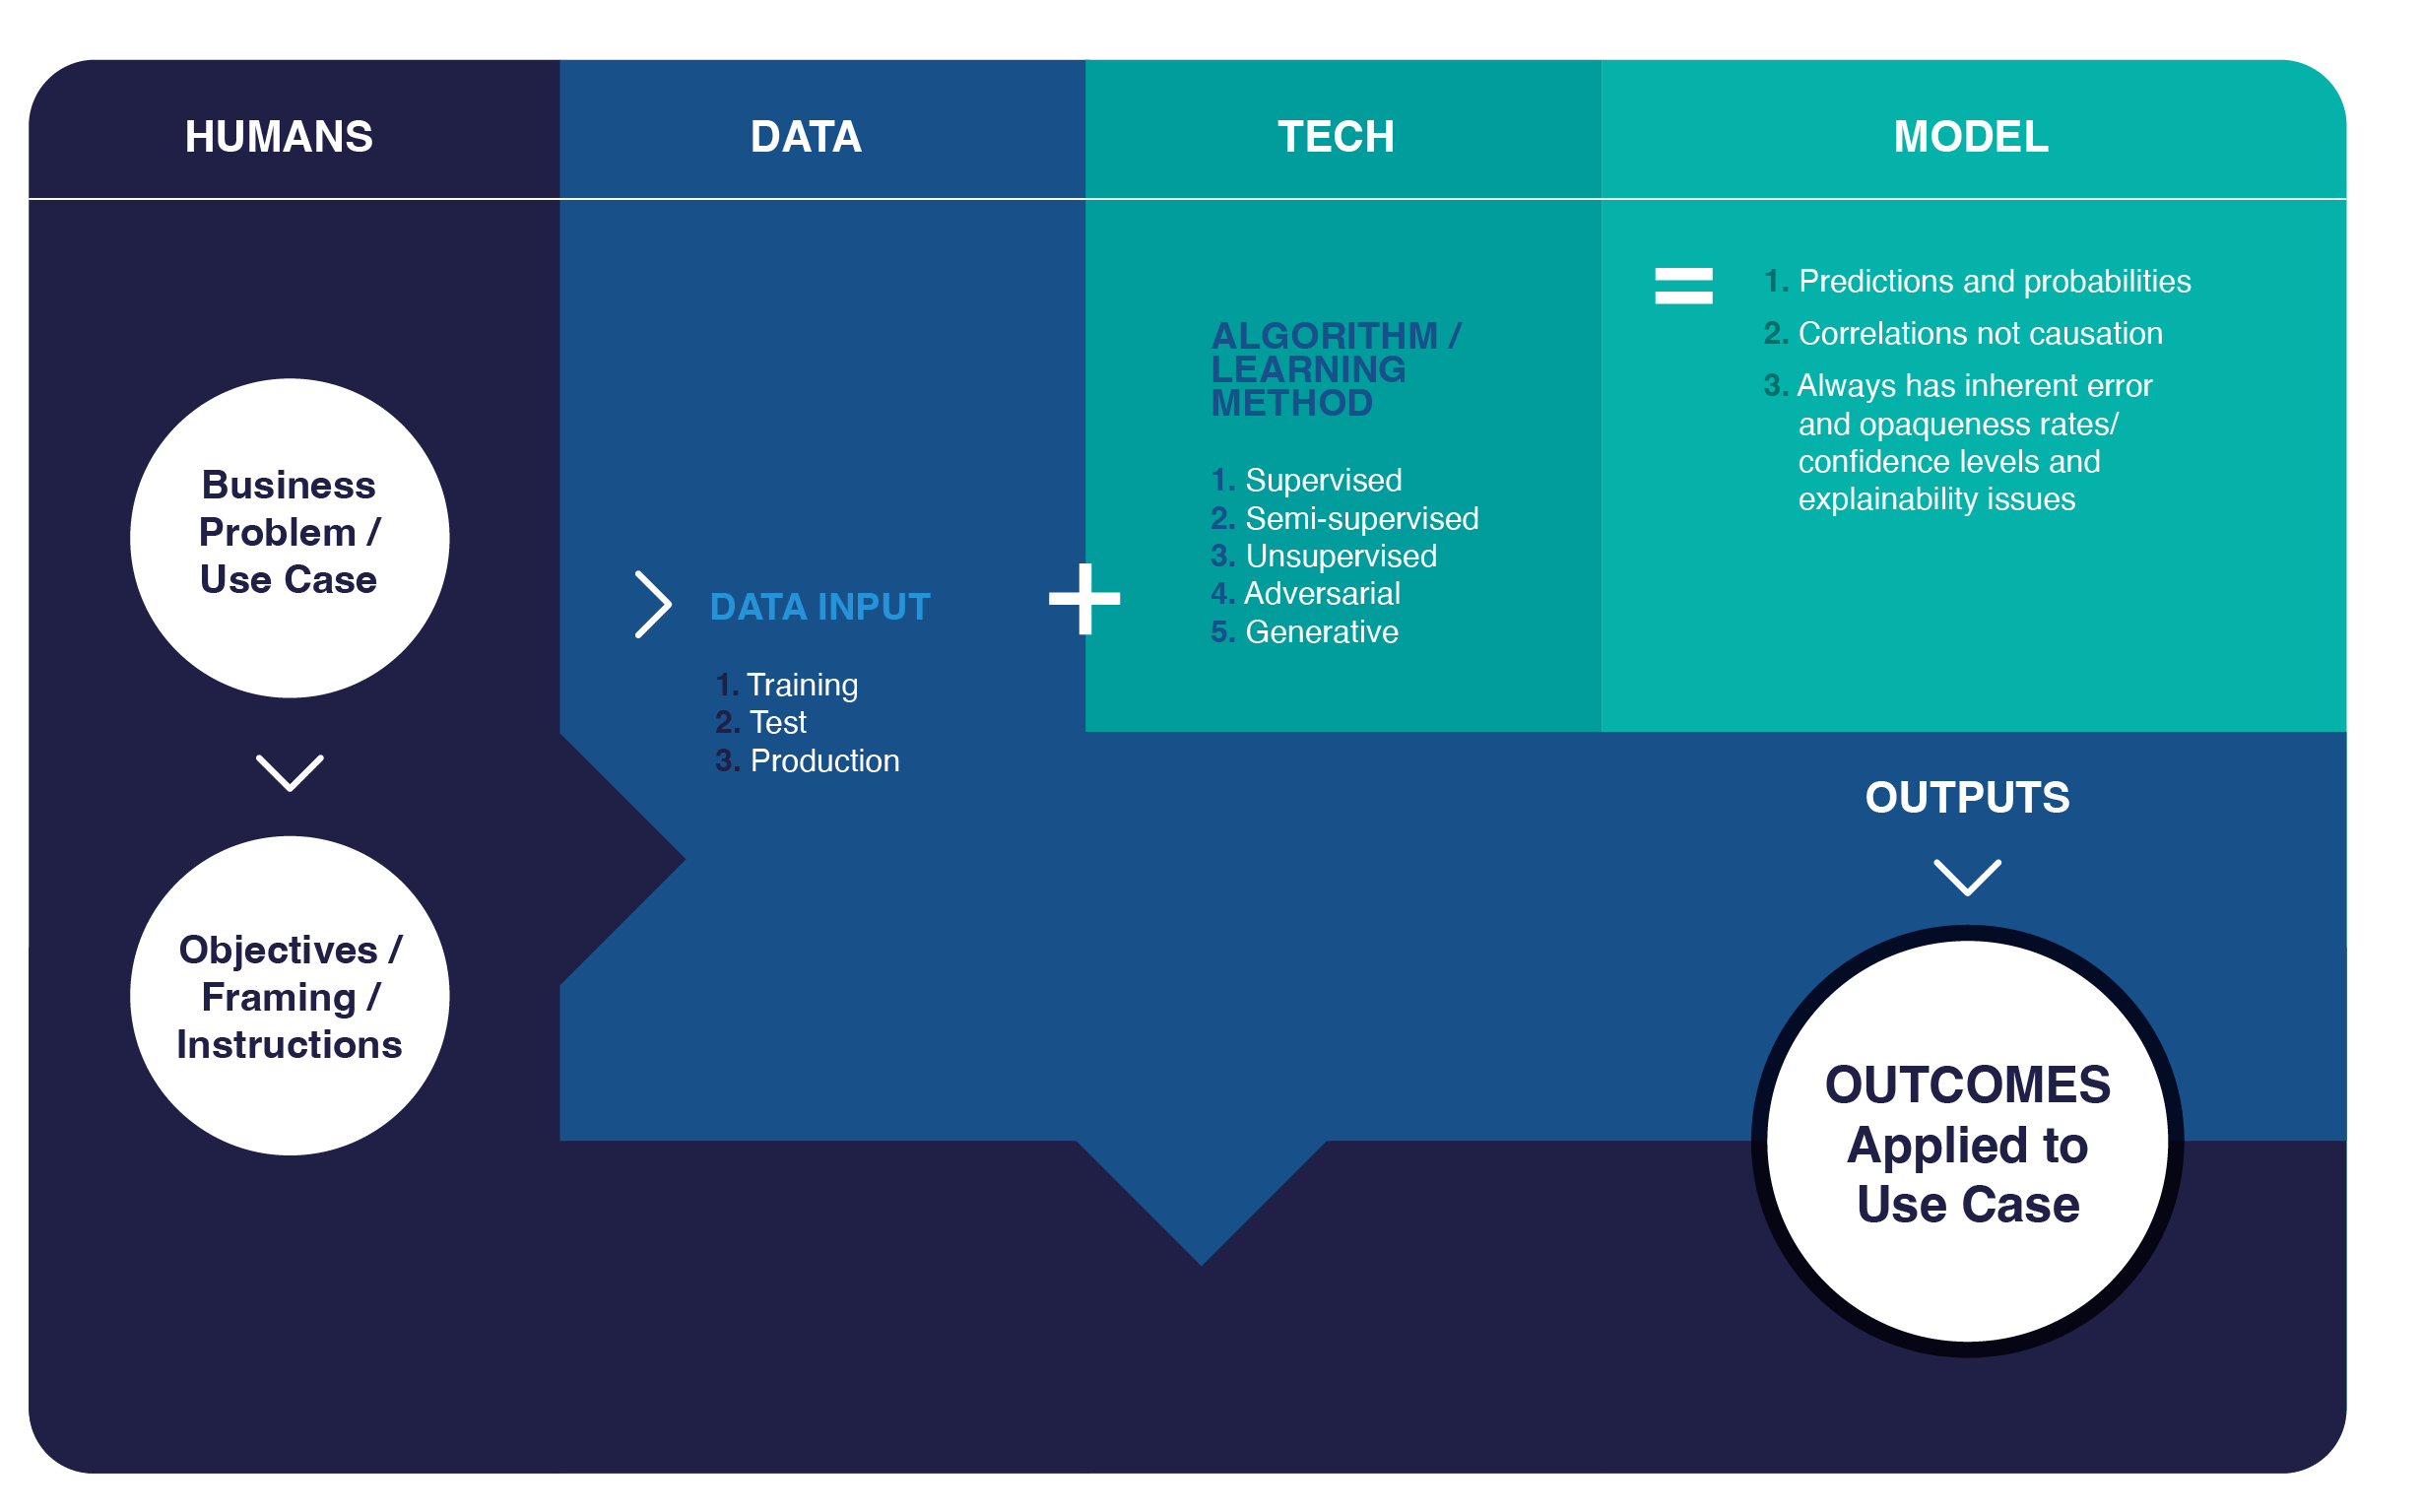 HUMANS
DATA
TECH
MODEL
Business
Problem /
Use Case
Objectives /
Framing /
Instructions
DATA INPUT
1. Training
2. Test
3. Production
+
ALGORITHM /
LEARNING
METHOD
1. Supervised
2. Semi-supervised
3. Unsupervised
4. Adversarial
5. Generative
=
1. Predictions and probabilities
2. Correlations not causation
3. Always has inherent error
and opaqueness rates/
confidence levels and
explainability issues
OUTPUTS
OUTCOMES
Applied to
Use Case